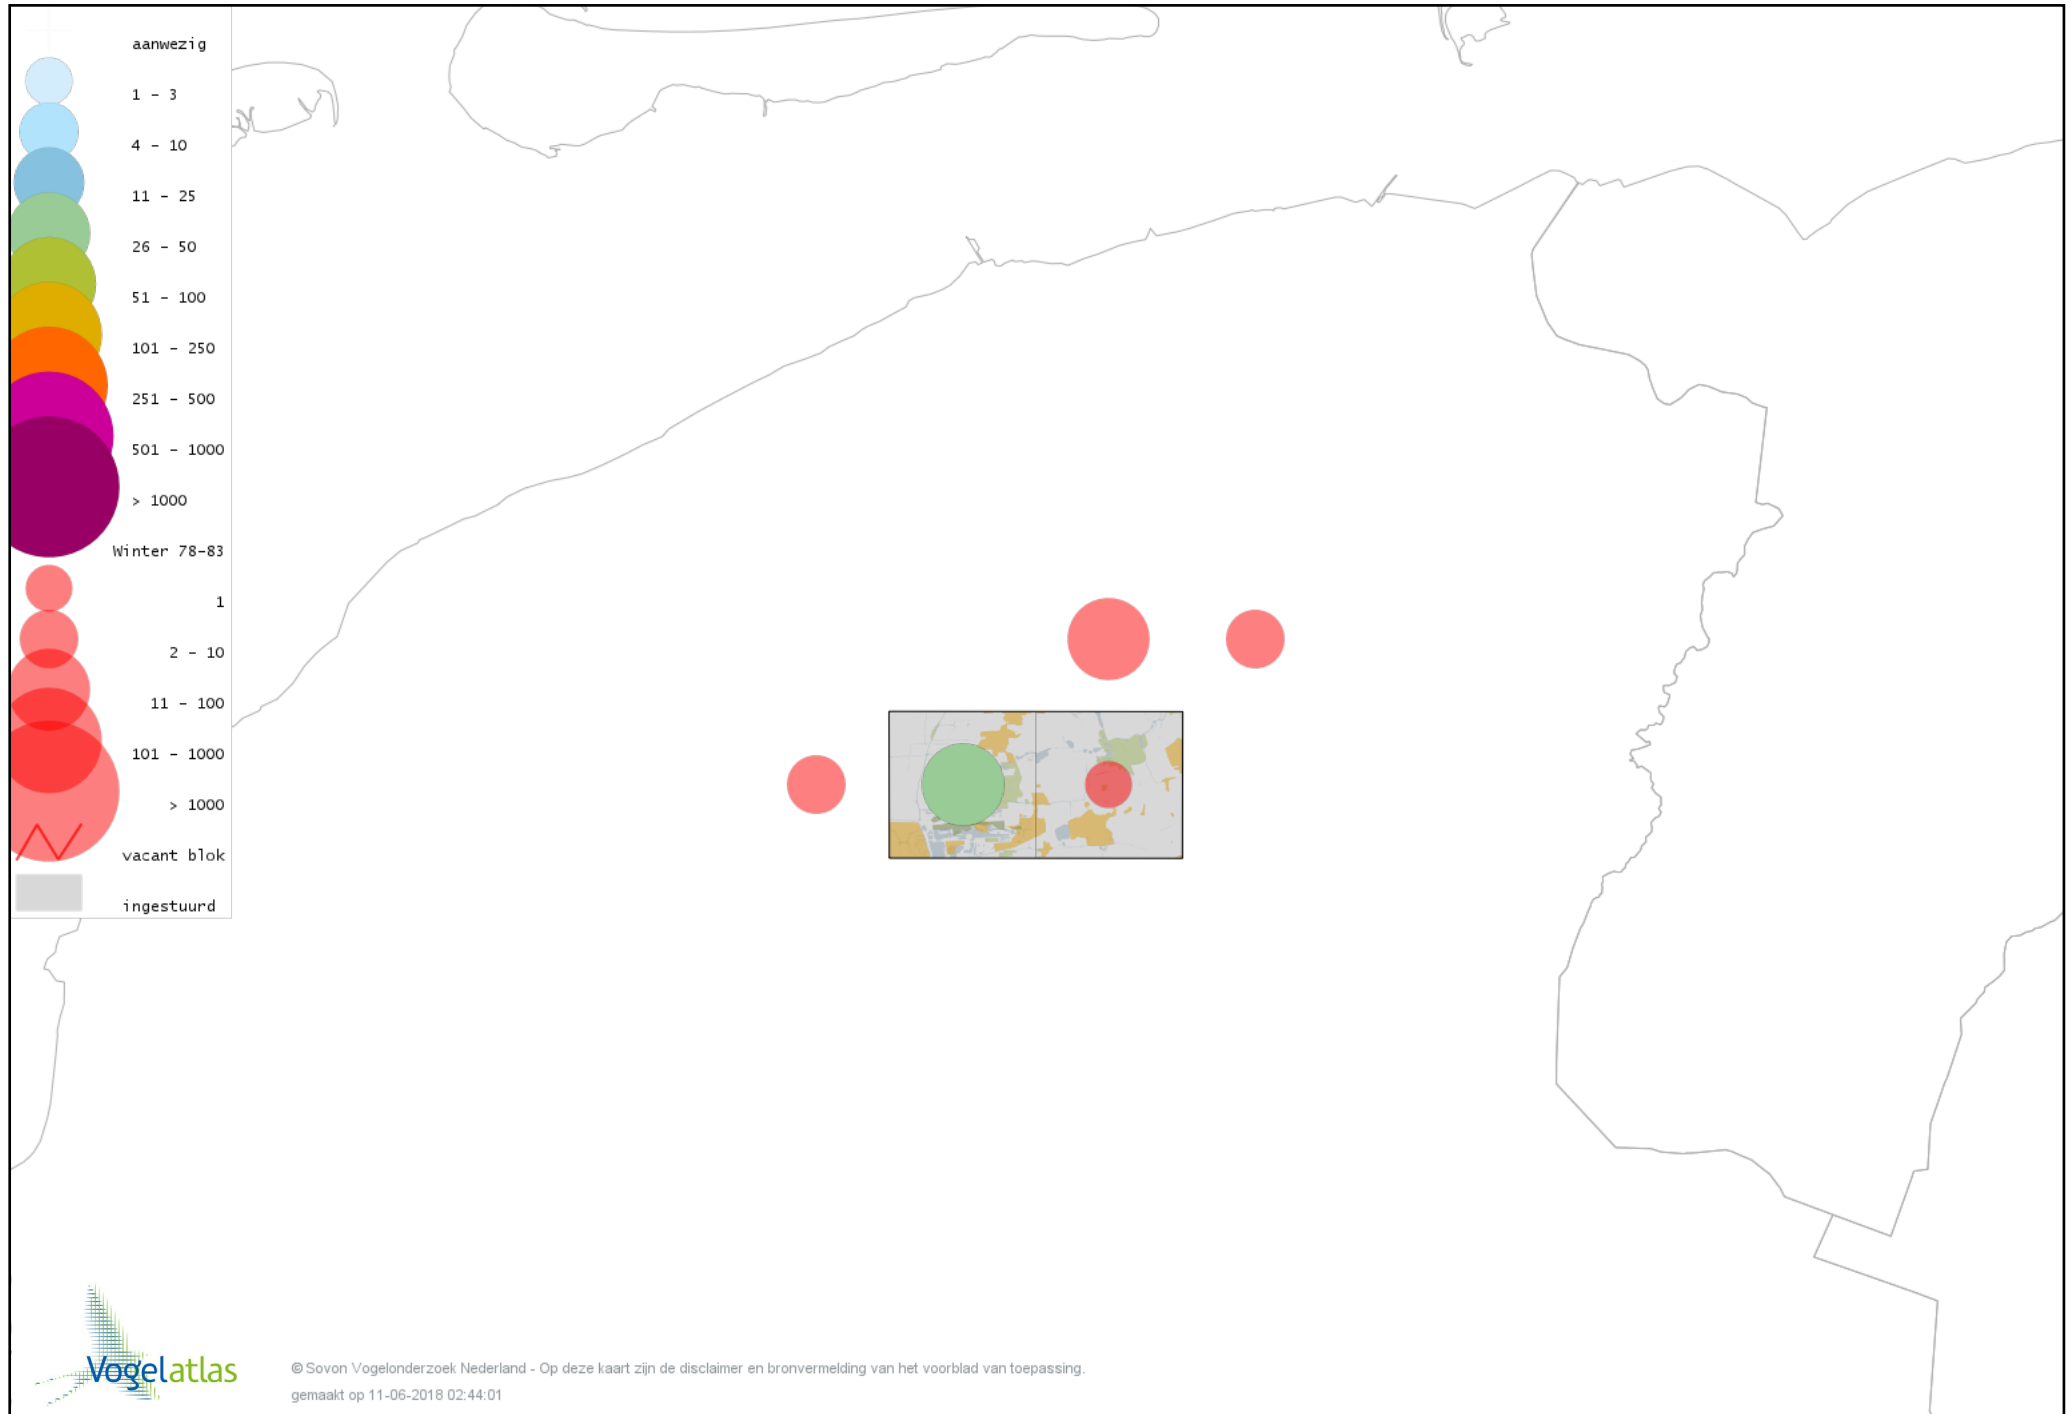 aanwezig
1 - 3
4 - 10
11 - 25
26 - 50
51 - 100
101 - 250
251 - 500
501 - 1000
> 1000
Winter 78-83
1
2 - 10
11 - 100
101 - 1000
> 1000
vacant blok
ingestuurd
Vogelatlas
© Sovon Vogelonderzoek Nederland - Op deze kaart zijn de disclaimer en bronvermelding van het voorblad van toepassing.
gemaakt op 11-06-2018 02:44:01